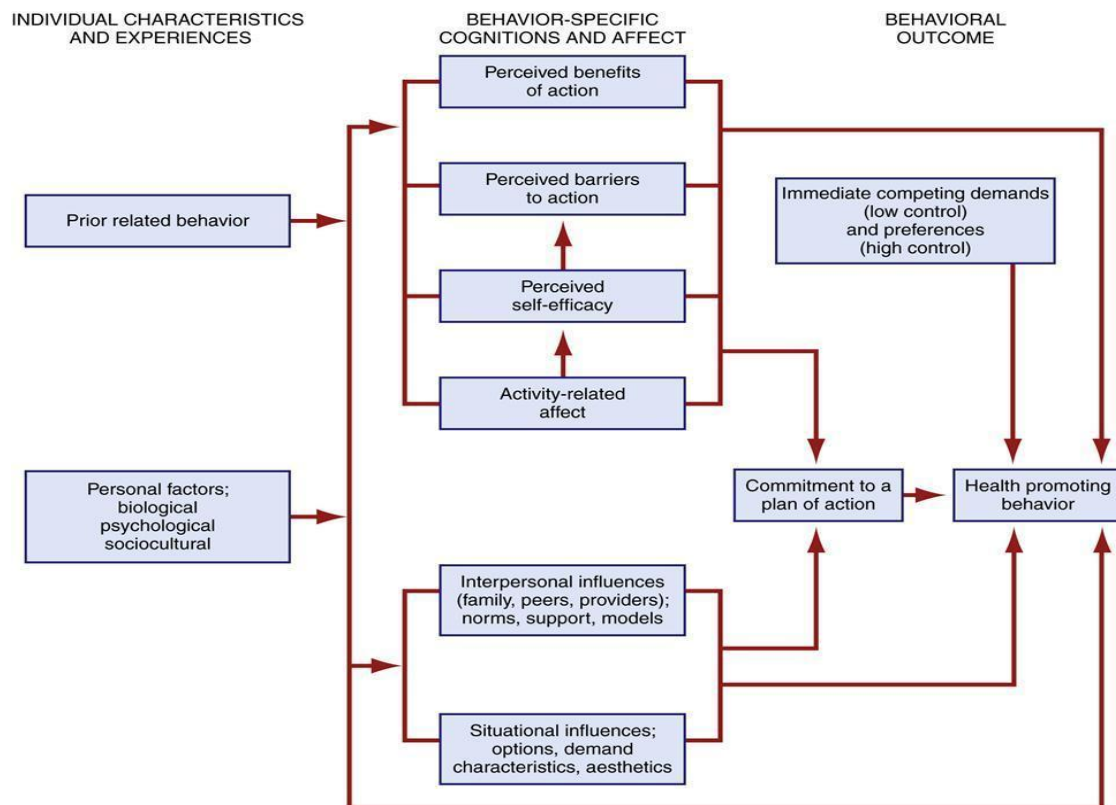 INDIVIDUAL CHARACTERISTICS
AND EXPERIENCES
BEHAVIOR-SPECIFIC
COGNITIONS AND AFFECT
BEHAVIORAL
OUTCOME
Perceived benefits
of action
Perceived barriers
to action
Immediate competing demands
(low control)
and preferences
(high control)
Prior related behavior
Perceived
self-efficacy
Activity-related
affect
Personal factors;
biological
psychological
sociocultural
Commitment to a
plan of action
Health promoting
behavior
Interpersonal influences
(family, peers, providers);
norms, support, models
Situational influences;
options, demand
characteristics, aesthetics